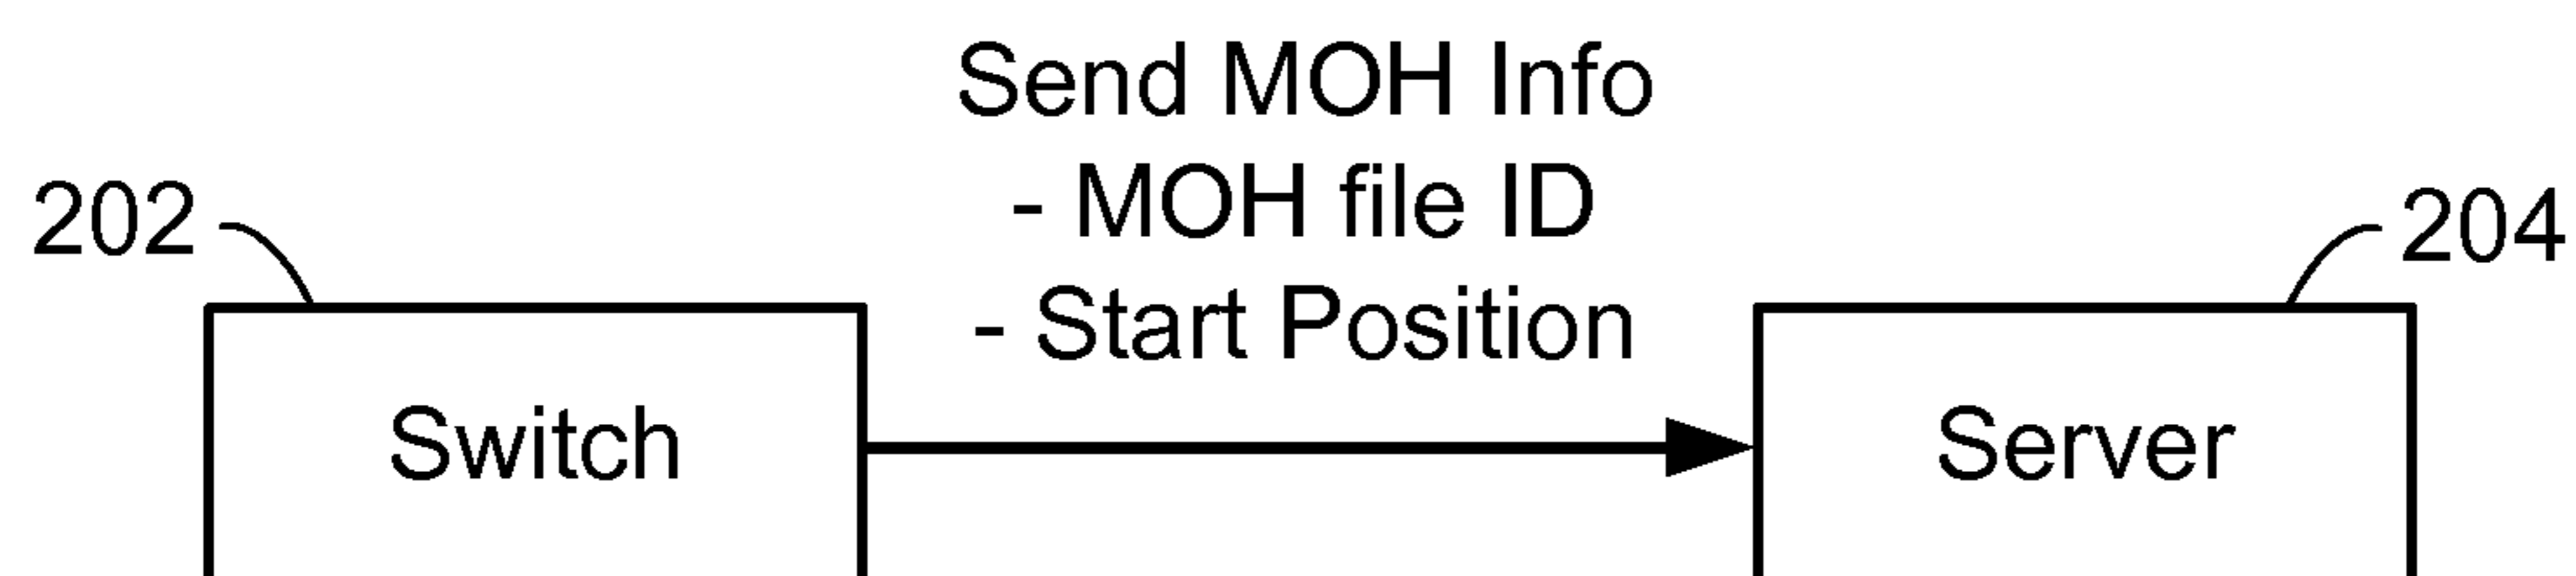 Send MOH Info
- MOH file ID
- Start Position
202
204
Switch
Server